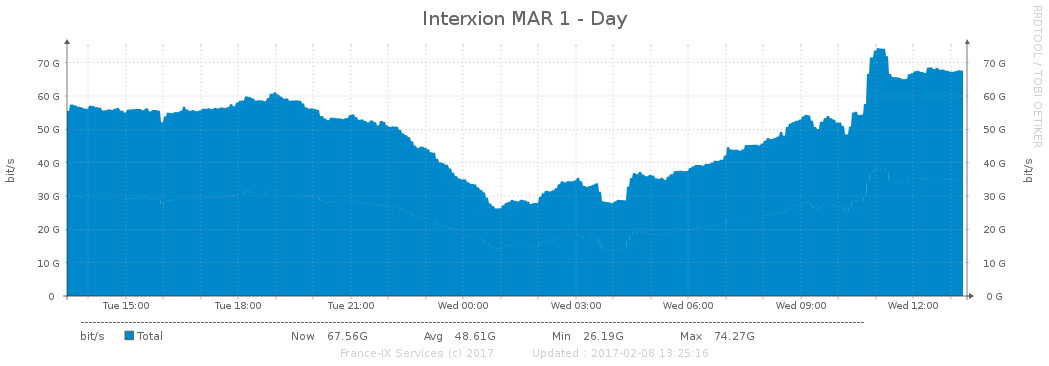 Interxion MAR 1 - Day
RRDTOOL / TOBI OETIKER
bit/s
70 G 70 G
60 G 60 G
50 G 50 G
40 G 40 G
30 G 30 G
20 G 20 G
10 G 10 G
0 0 G
bit/s
Tue 15:00 Tue 18:00 Tue 21:00 Wed 00:00 Wed 03:00 Wed 06:00 Wed 09:00 Wed 12:00
bit/s Total Now 67.56G Avg 48.61G Min 26.19G Max 74.27G
France-IX Services (c) 2017 Updated : 2017-02-08 13:25:16